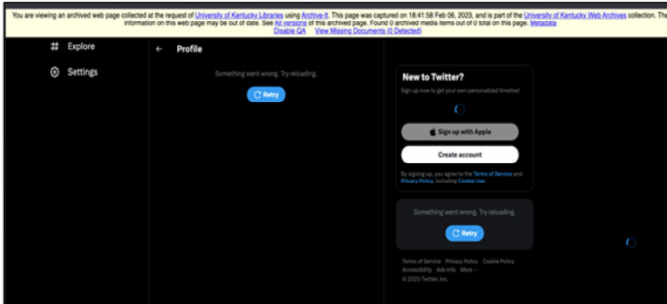 You are viewing an archived web page collected at the request of University of Kentucky Libraries using Archive-It. This page was captured on 18:41:58 Feb 06, 2023, and is part of the University of Kentucky Web Archives collection. The
information on this web page may be out of date. See All versions of this archived page. Found 0 archived media items out of 0 total on this page. Metadata
Disable QA View Missing Documents (0 Detected)
# Explore
Settings
← Profile
Something went wrong. Try reloading.
Retry
New to Twitter?
Sign up now to get your own personalized timeline!
Sign up with Apple
Create account
By signing up, you agree to the Terms of Service and
Privacy Policy, including Cookie Use.
Something went wrong. Try reloading.
Retry
Terms of Service Privacy Policy Cookie Policy
Accessibility Ads info More ···
© 2023 Twitter, Inc.